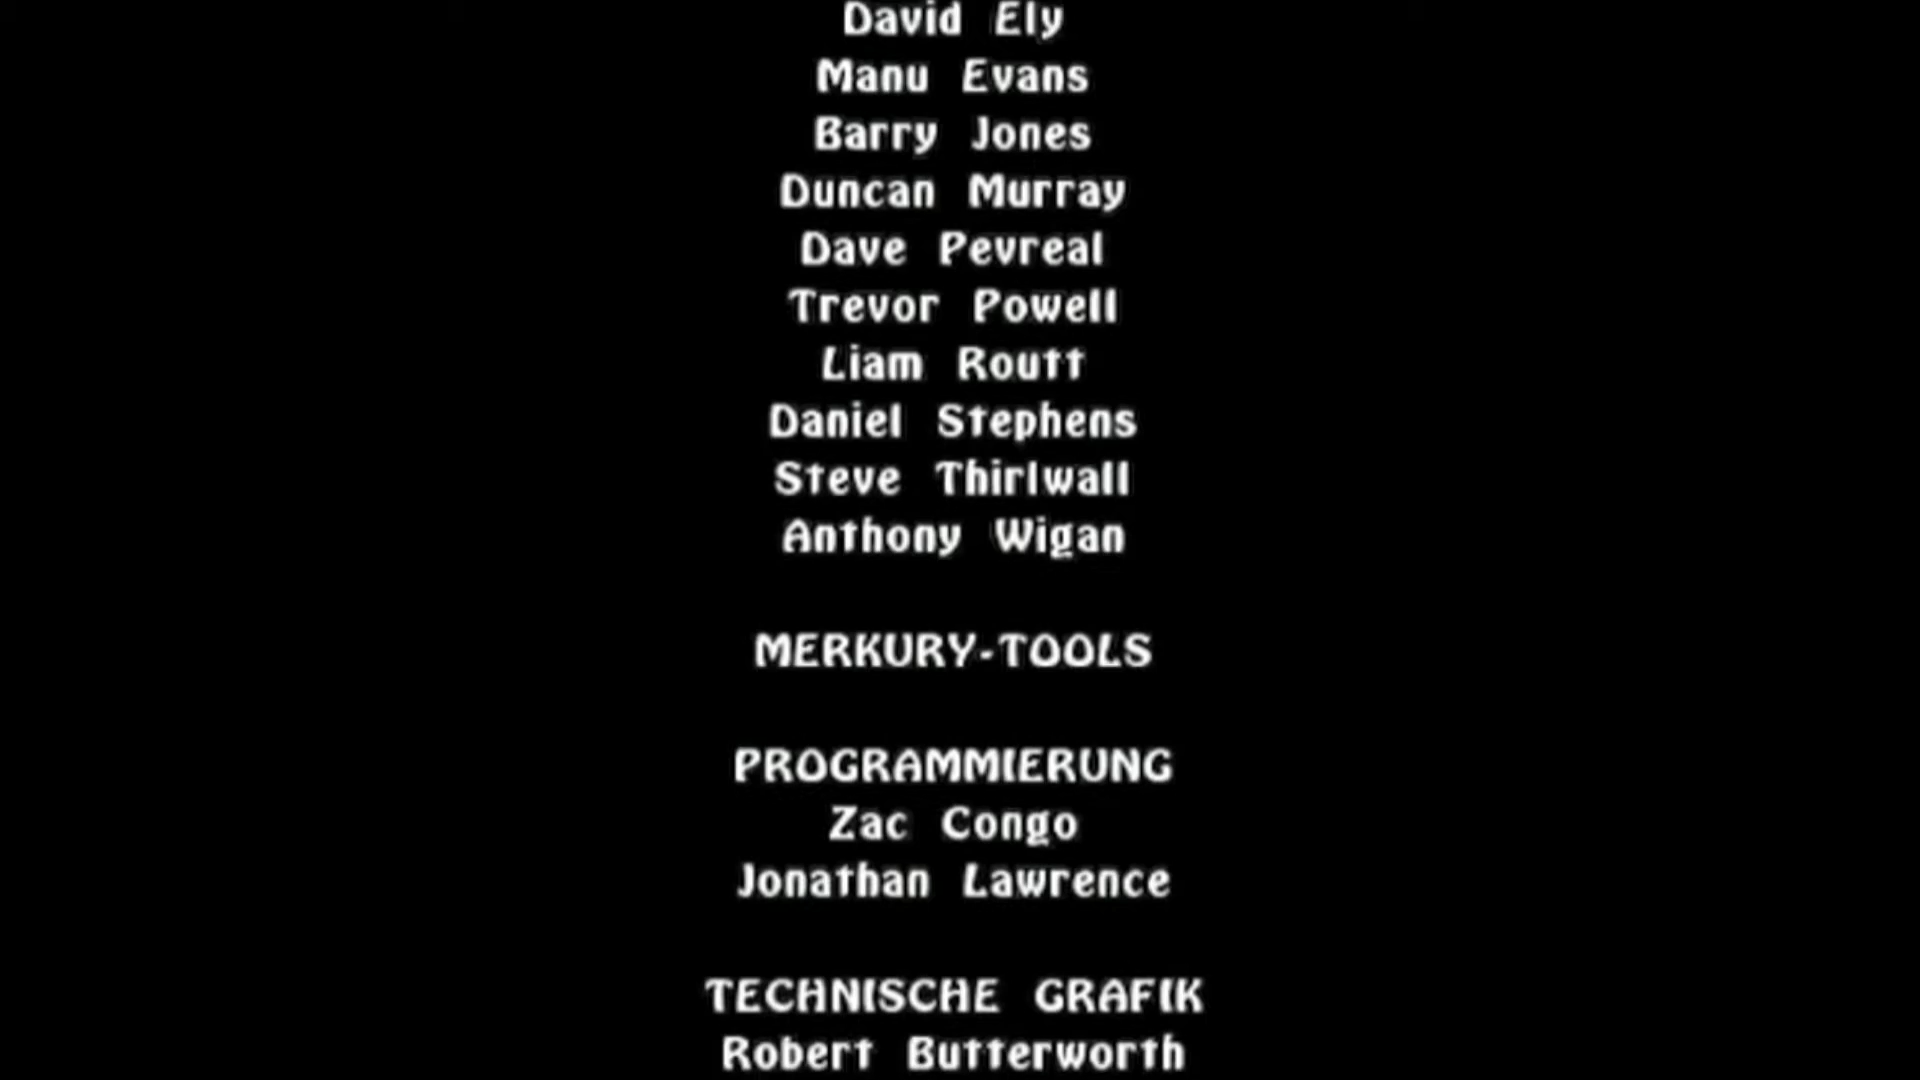 David Ely
Manu Evans
Barry Jones
Duncan Murray
Dave Pevreal
Trevor Powell
Liam Routt
Daniel Stephens
Steve Thirlwall
Anthony Wigan
MERKURY-TOOLS
PROGRAMMIERUNG
Zac Congo
Jonathan Lawrence
TECHNISCHE GRAFIK
Robert Butterworth